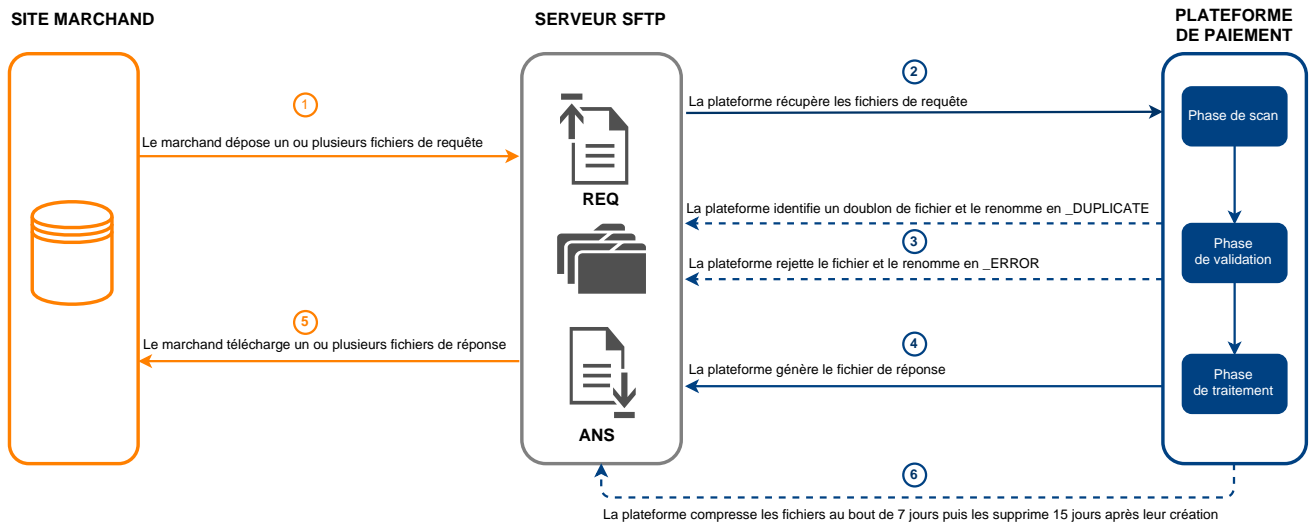 SITE MARCHAND
SERVEUR SFTP
PLATEFORME
DE PAIEMENT
1
Le marchand dépose un ou plusieurs fichiers de requête
2
La plateforme récupère les fichiers de requête
Phase de scan
REQ
La plateforme identifie un doublon de fichier et le renomme en _DUPLICATE
3
La plateforme rejette le fichier et le renomme en _ERROR
Phase
de validation
4
La plateforme génère le fichier de réponse
Phase
de traitement
5
Le marchand télécharge un ou plusieurs fichiers de réponse
ANS
6
La plateforme compresse les fichiers au bout de 7 jours puis les supprime 15 jours après leur création